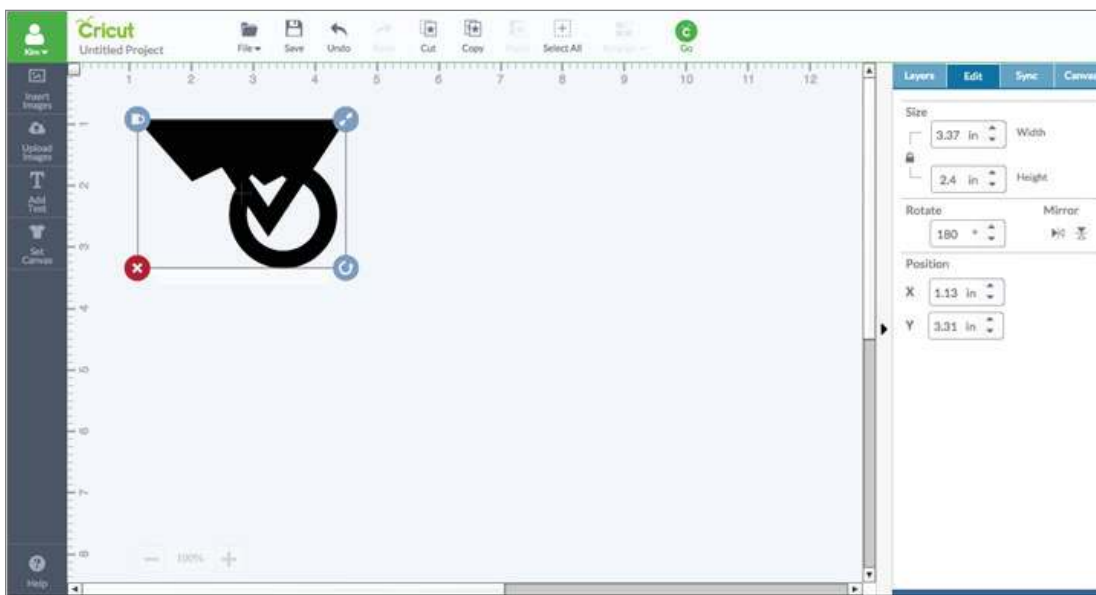 Cricut
Untitled Project
Kim
File
Save
Undo
Cut
Copy
Select All
Go
Insert
Images
Upload
Images
Add
Text
Set
Canvas
Help
1 2 3 4 5 6 7 8 9 10 11 12
1
2
3
4
5
6
7
8
100%
Layers Edit Sync Canvas
Size
3.37 in Width
2.4 in Height
Rotate Mirror
180 °
Position
X 1.13 in
Y 3.31 in